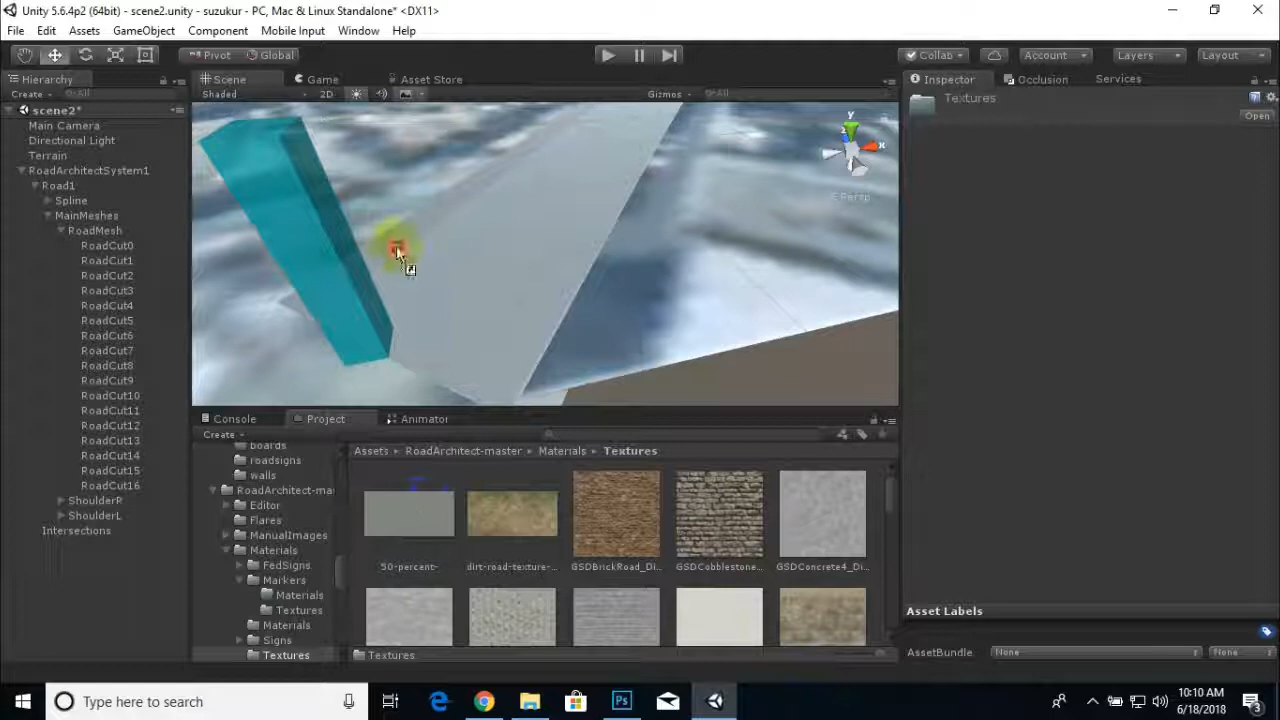 Unity 5.6.4p2 (64bit) - scene2.unity - suzukur - PC, Mac & Linux Standalone* <DX11>
File Edit Assets GameObject Component Mobile Input Window Help
Pivot Global Collab Account Layers Layout
Hierarchy Scene Game Asset Store Inspector Occlusion Services
Create All Shaded 2D Gizmos All Textures
Open
scene2*
Main Camera
Directional Light
Terrain
RoadArchitectSystem1
Road1
Spline
MainMeshes
RoadMesh
RoadCut0
RoadCut1
RoadCut2
RoadCut3
RoadCut4
RoadCut5
RoadCut6
RoadCut7
RoadCut8
RoadCut9
RoadCut10
RoadCut11
RoadCut12
RoadCut13
RoadCut14
RoadCut15
RoadCut16
ShoulderR
ShoulderL
Intersections
y
z
x
Persp
Console Project Animator
Create
boards
roadsigns
walls
RoadArchitect-mas
Editor
Flares
ManualImages
Materials
FedSigns
Markers
Materials
Textures
Materials
Signs
Textures
Assets RoadArchitect-master Materials Textures
50-percent- dirt-road-texture-... GSDBrickRoad_Di... GSDCobblestone... GSDConcrete4_Di...
Textures
Asset Labels
AssetBundle None None
Type here to search
10:10 AM
6/18/2018
3